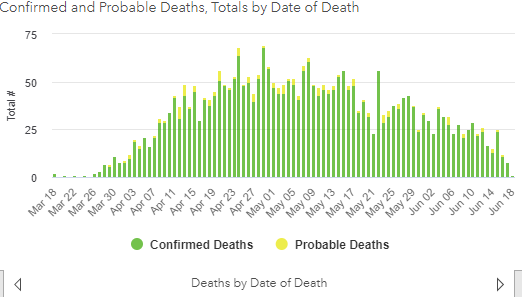 Confirmed and Probable Deaths, Totals by Date of Death
75
50
25
0
Total #
Mar 18
Mar 22
Mar 26
Mar 30
Apr 03
Apr 07
Apr 11
Apr 15
Apr 19
Apr 23
Apr 27
May 01
May 05
May 09
May 13
May 17
May 21
May 25
May 29
Jun 02
Jun 06
Jun 10
Jun 14
Jun 18
Confirmed Deaths
Probable Deaths
Deaths by Date of Death